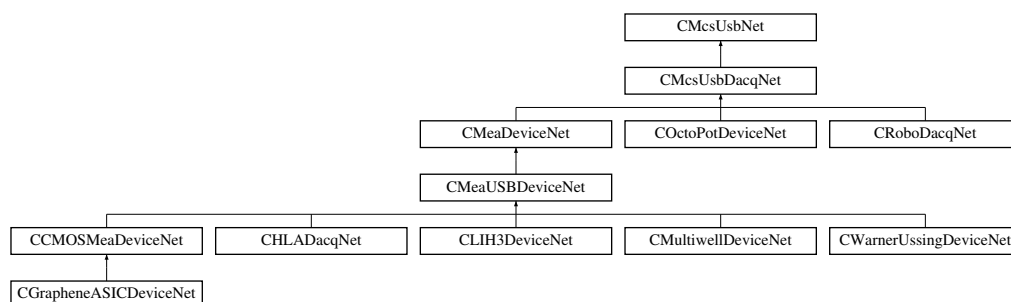 CMcsUsbNet
CMcsUsbDacqNet
CMeaDeviceNet
COctoPotDeviceNet
CRoboDacqNet
CMeaUSBDeviceNet
CCMOSMeaDeviceNet
CHLADacqNet
CLIH3DeviceNet
CMultiwellDeviceNet
CWarnerUssingDeviceNet
CGrapheneASICDeviceNet